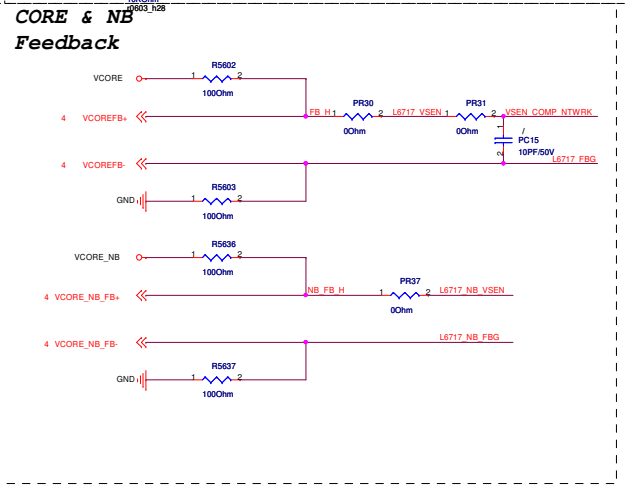 r0603_h28
CORE & NB
Feedback
R5602
VCORE
1
2
100Ohm
PR30
PR31
4
VCOREFB+
FB_H
1
2
L6717_VSEN
1
2
VSEN_COMP_NTWRK
0Ohm
0Ohm
1
/
PC15
2
10PF/50V
4
VCOREFB-
L6717_FBG
R5603
GND
1
2
100Ohm
R5636
VCORE_NB
1
2
100Ohm
PR37
4
VCORE_NB_FB+
NB_FB_H
1
2
L6717_NB_VSEN
0Ohm
4
VCORE_NB_FB-
L6717_NB_FBG
R5637
GND
1
2
100Ohm